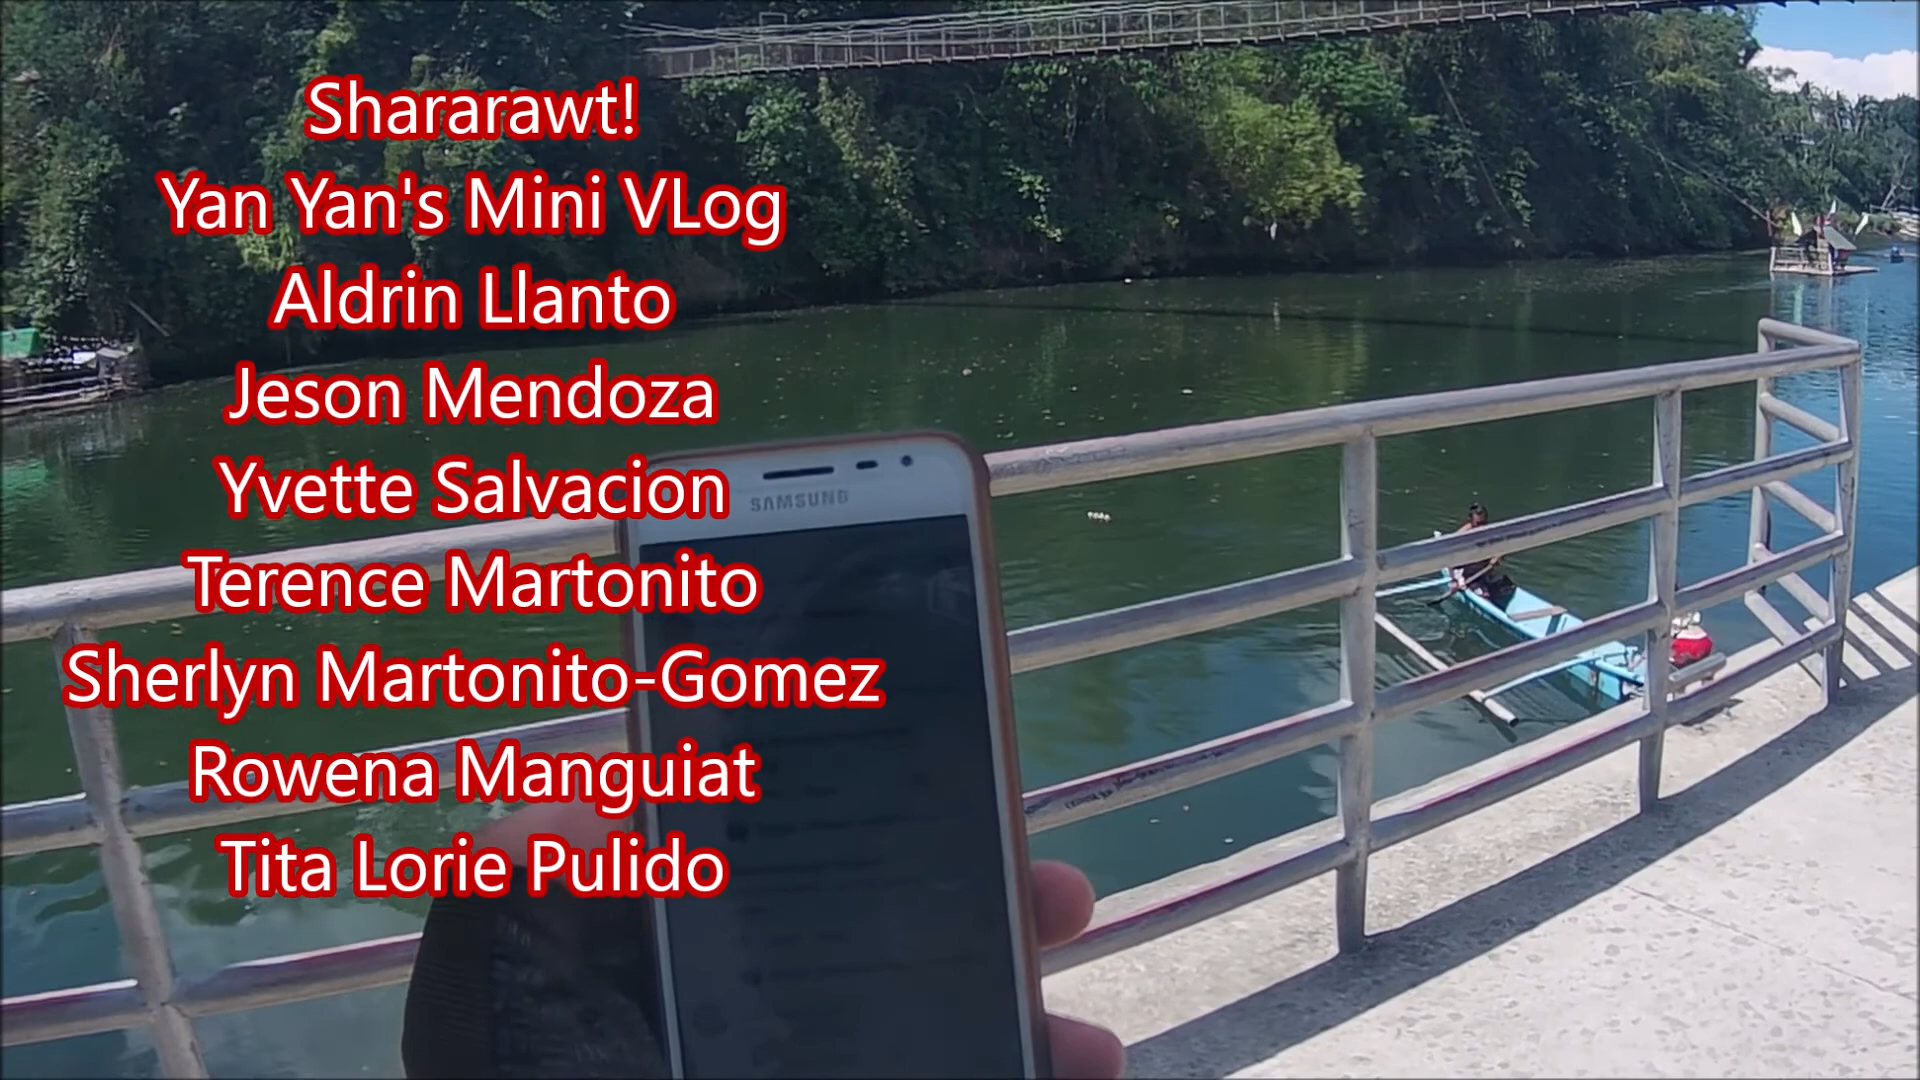 Shararawt!
Yan Yan's Mini VLog
Aldrin Llanto
Jeson Mendoza
Yvette Salvacion
Terence Martonito
Sherlyn Martonito-Gomez
Rowena Manguiat
Tita Lorie Pulido
SAMSUNG